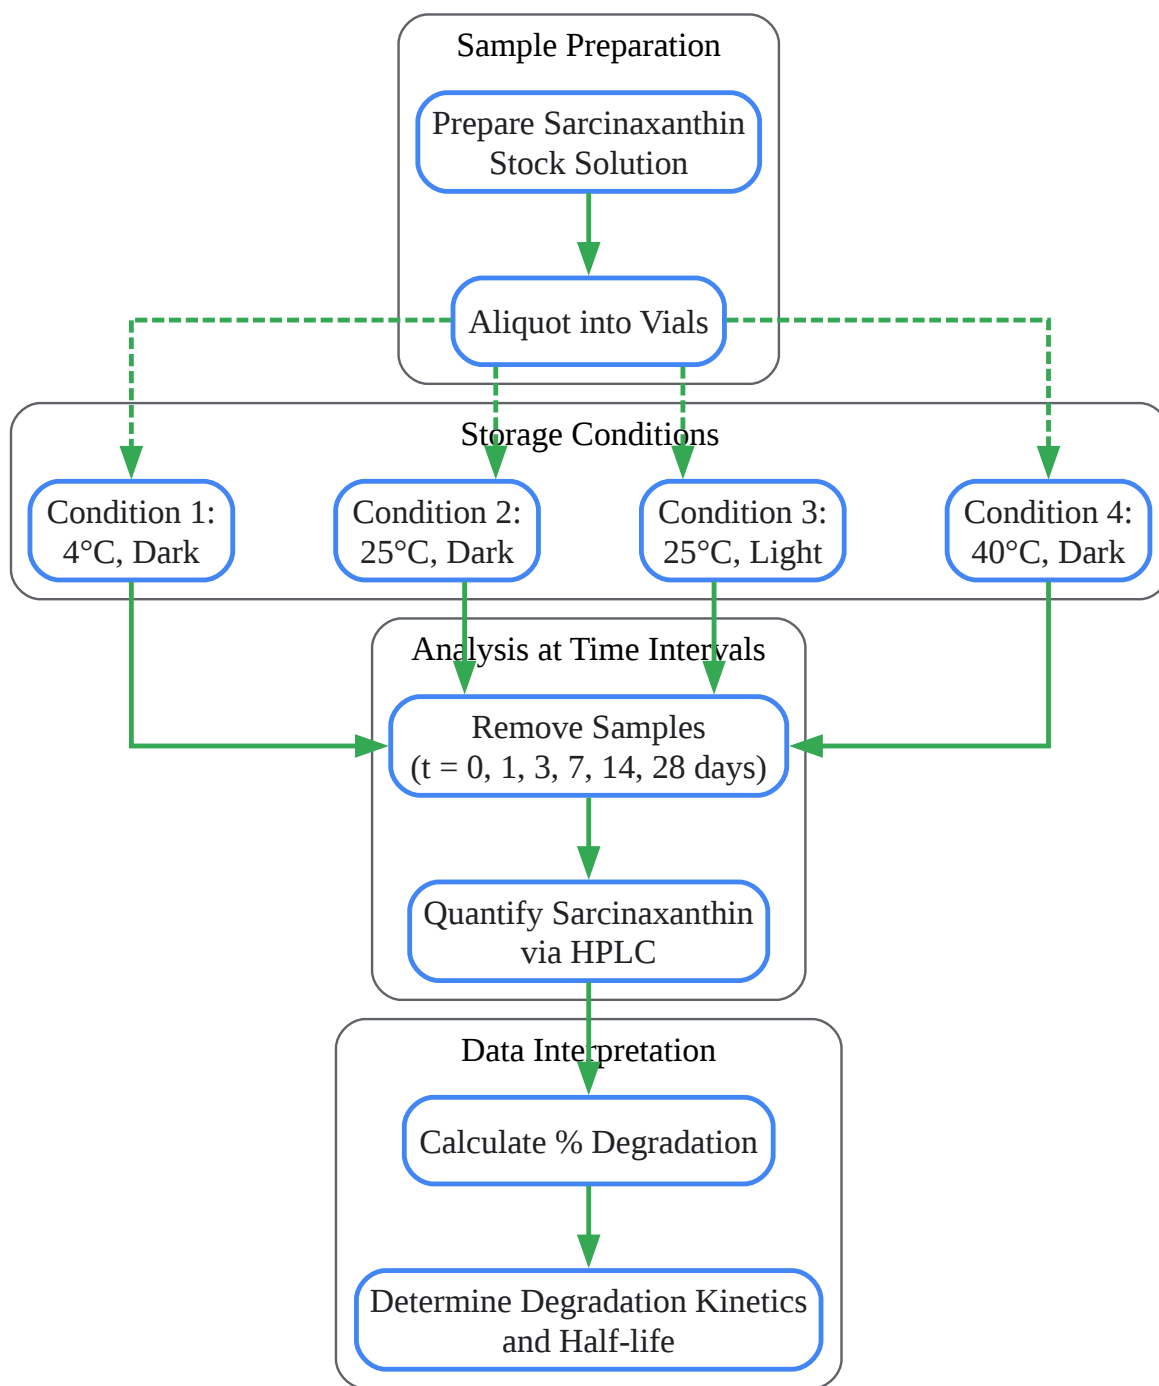 Sample Preparation
Prepare Sarcinaxanthin
Stock Solution
Aliquot into Vials
Storage Conditions
Condition 1:
4°C, Dark
Condition 2:
25°C, Dark
Condition 3:
25°C, Light
Condition 4:
40°C, Dark
Analysis at Time Intervals
Remove Samples
(t = 0, 1, 3, 7, 14, 28 days)
Quantify Sarcinaxanthin
via HPLC
Data Interpretation
Calculate % Degradation
Determine Degradation Kinetics
and Half-life